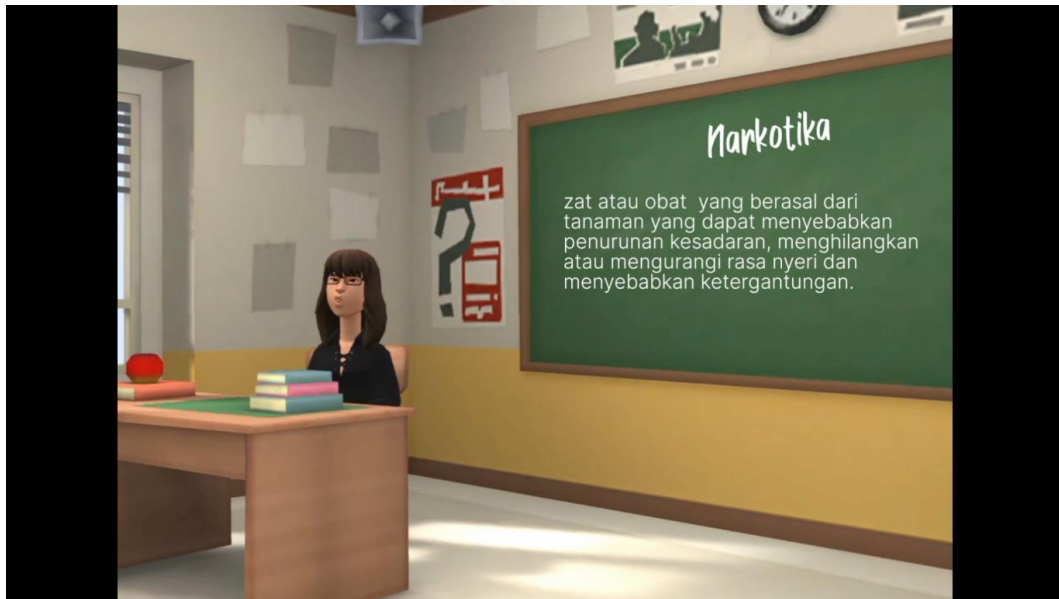 Narkotika
zat atau obat  yang berasal dari
tanaman yang dapat menyebabkan
penurunan kesadaran, menghilangkan
atau mengurangi rasa nyeri dan
menyebabkan ketergantungan.